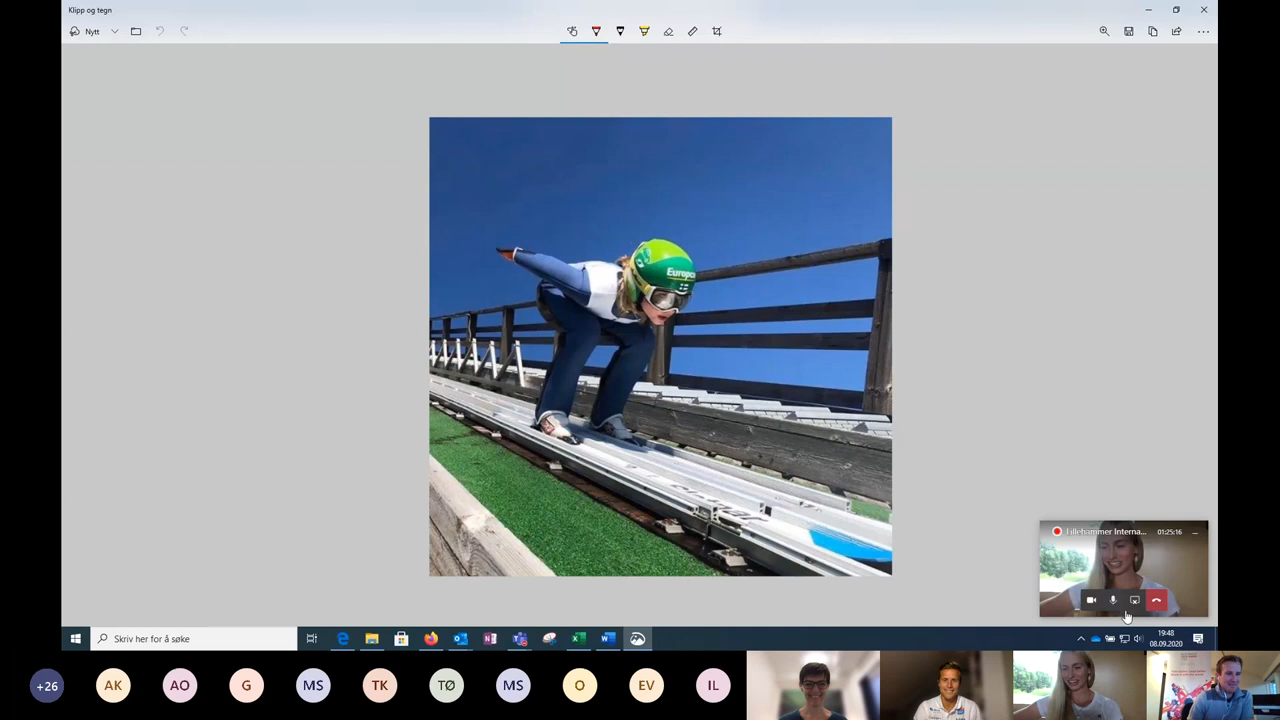 Klipp og tegn
Nytt
Europca
Lillehammer Interna...
01:25:16
Skriv her for å søke
19:48
08.09.2020
+26
AK
AO
G
MS
TK
TØ
MS
O
EV
IL